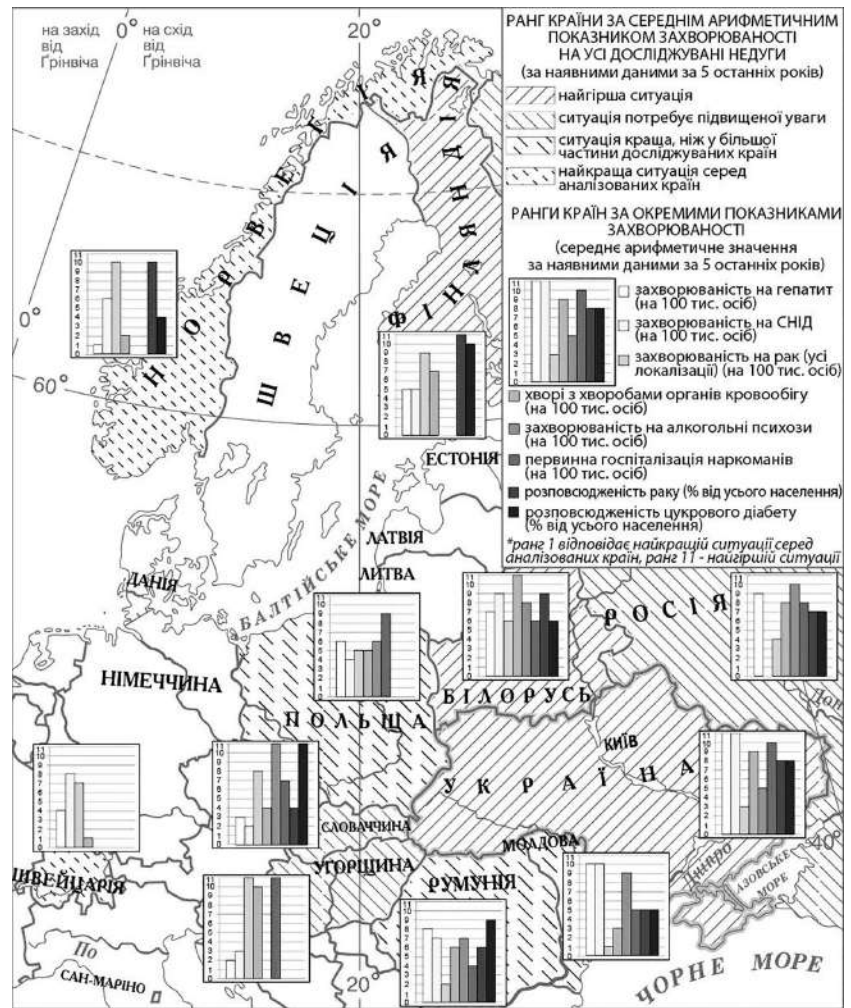 на захід
від
Ґрінвіча
0°
на схід
від
Ґрінвіча
20°
РАНГ КРАЇНИ ЗА СЕРЕДНІМ АРИФМЕТИЧНИМ
ПОКАЗНИКОМ ЗАХВОРЮВАНОСТІ
НА УСІ ДОСЛІДЖУВАНІ НЕДУГИ
(за наявними даними за 5 останніх років)
найгірша ситуація
ситуація потребує підвищеної уваги
ситуація краща, ніж у більшої
частини досліджуваних країн
найкраща ситуація серед
аналізованих країн
РАНГИ КРАЇН ЗА ОКРЕМИМИ ПОКАЗНИКАМИ
ЗАХВОРЮВАНОСТІ
(середнє арифметичне значення
за наявними даними за 5 останніх років)
захворюваність на гепатит
(на 100 тис. осіб)
захворюваність на СНІД
(на 100 тис. осіб)
захворюваність на рак (усі
локалізації) (на 100 тис. осіб)
хворі з хворобами органів кровообігу
(на 100 тис. осіб)
захворюваність на алкогольні психози
(на 100 тис. осіб)
первинна госпіталізація наркоманів
(на 100 тис. осіб)
розповсюдженість раку (% від усього населення)
розповсюдженість цукрового діабету
(% від усього населення)
*ранг 1 відповідає найкращій ситуації серед
аналізованих країн, ранг 11 - найгіршій ситуації
НОРВЕГІЯ
ШВЕЦІЯ
ФІНЛЯНДІЯ
0°
60°
ЕСТОНІЯ
БАЛТІЙСЬКЕ МОРЕ
ЛАТВІЯ
ЛИТВА
ДАНІЯ
РОСІЯ
НІМЕЧЧИНА
ПОЛЬЩА
БІЛОРУСЬ
Дон
КИЇВ
УКРАЇНА
СЛОВАЧЧИНА
МОЛДОВА
40°
УГОРЩИНА
Дніпро
ШВЕЙЦАРІЯ
РУМУНІЯ
АЗОВСЬКЕ
МОРЕ
По
САН-МАРІНО
20°
ЧОРНЕ МОРЕ